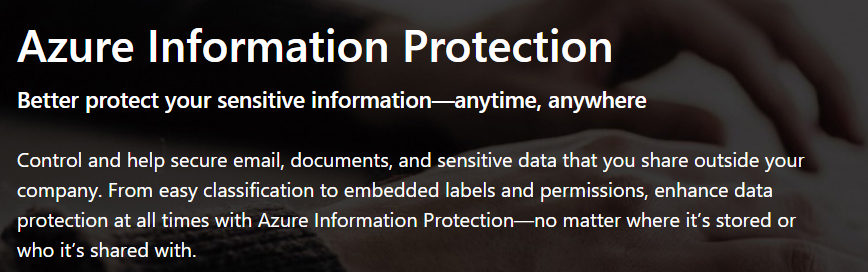 Azure Information Protection
Better protect your sensitive information—anytime, anywhere
Control and help secure email, documents, and sensitive data that you share outside your
company. From easy classification to embedded labels and permissions, enhance data
protection at all times with Azure Information Protection—no matter where it’s stored or
who it’s shared with.